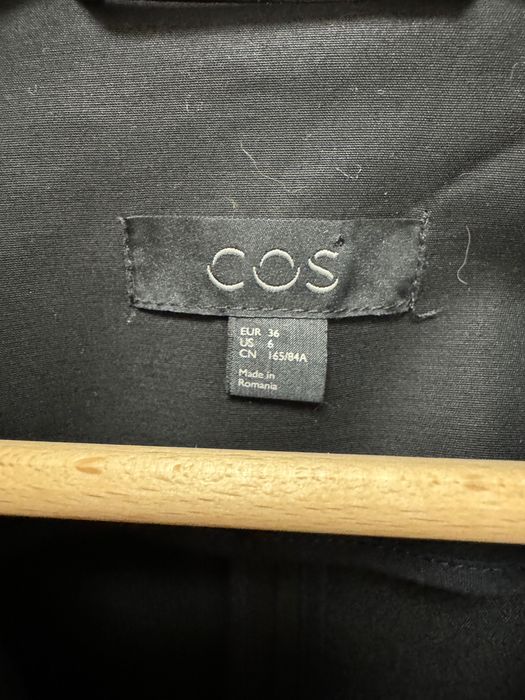 COS
EUR 36
US 6
CN 165/84A
Made in
Romania